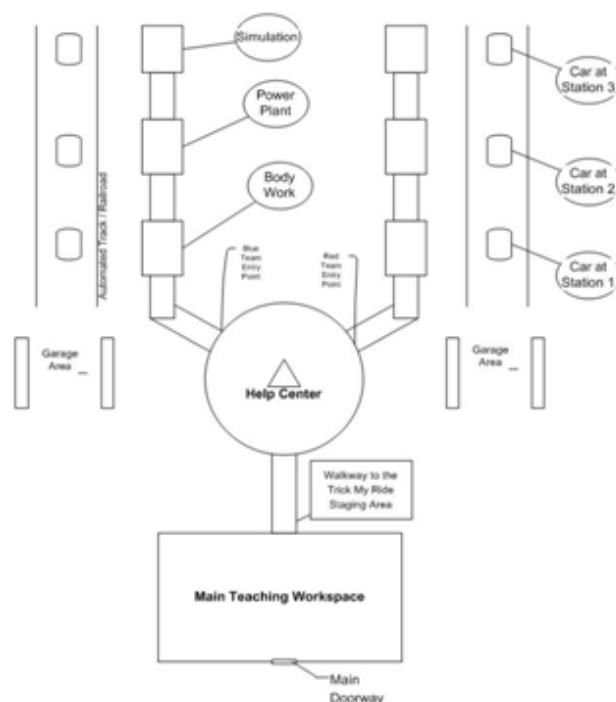 Simulation
Car at
Station 3
Power
Plant
Car at
Station 2
Body
Work
Automated Track / Railroad
Blue
Team
Entry
Point
Red
Team
Entry
Point
Car at
Station 1
Garage
Area
Garage
Area
Help Center
Walkway to the
Trick My Ride
Staging Area
Main Teaching Workspace
Main
Doorway